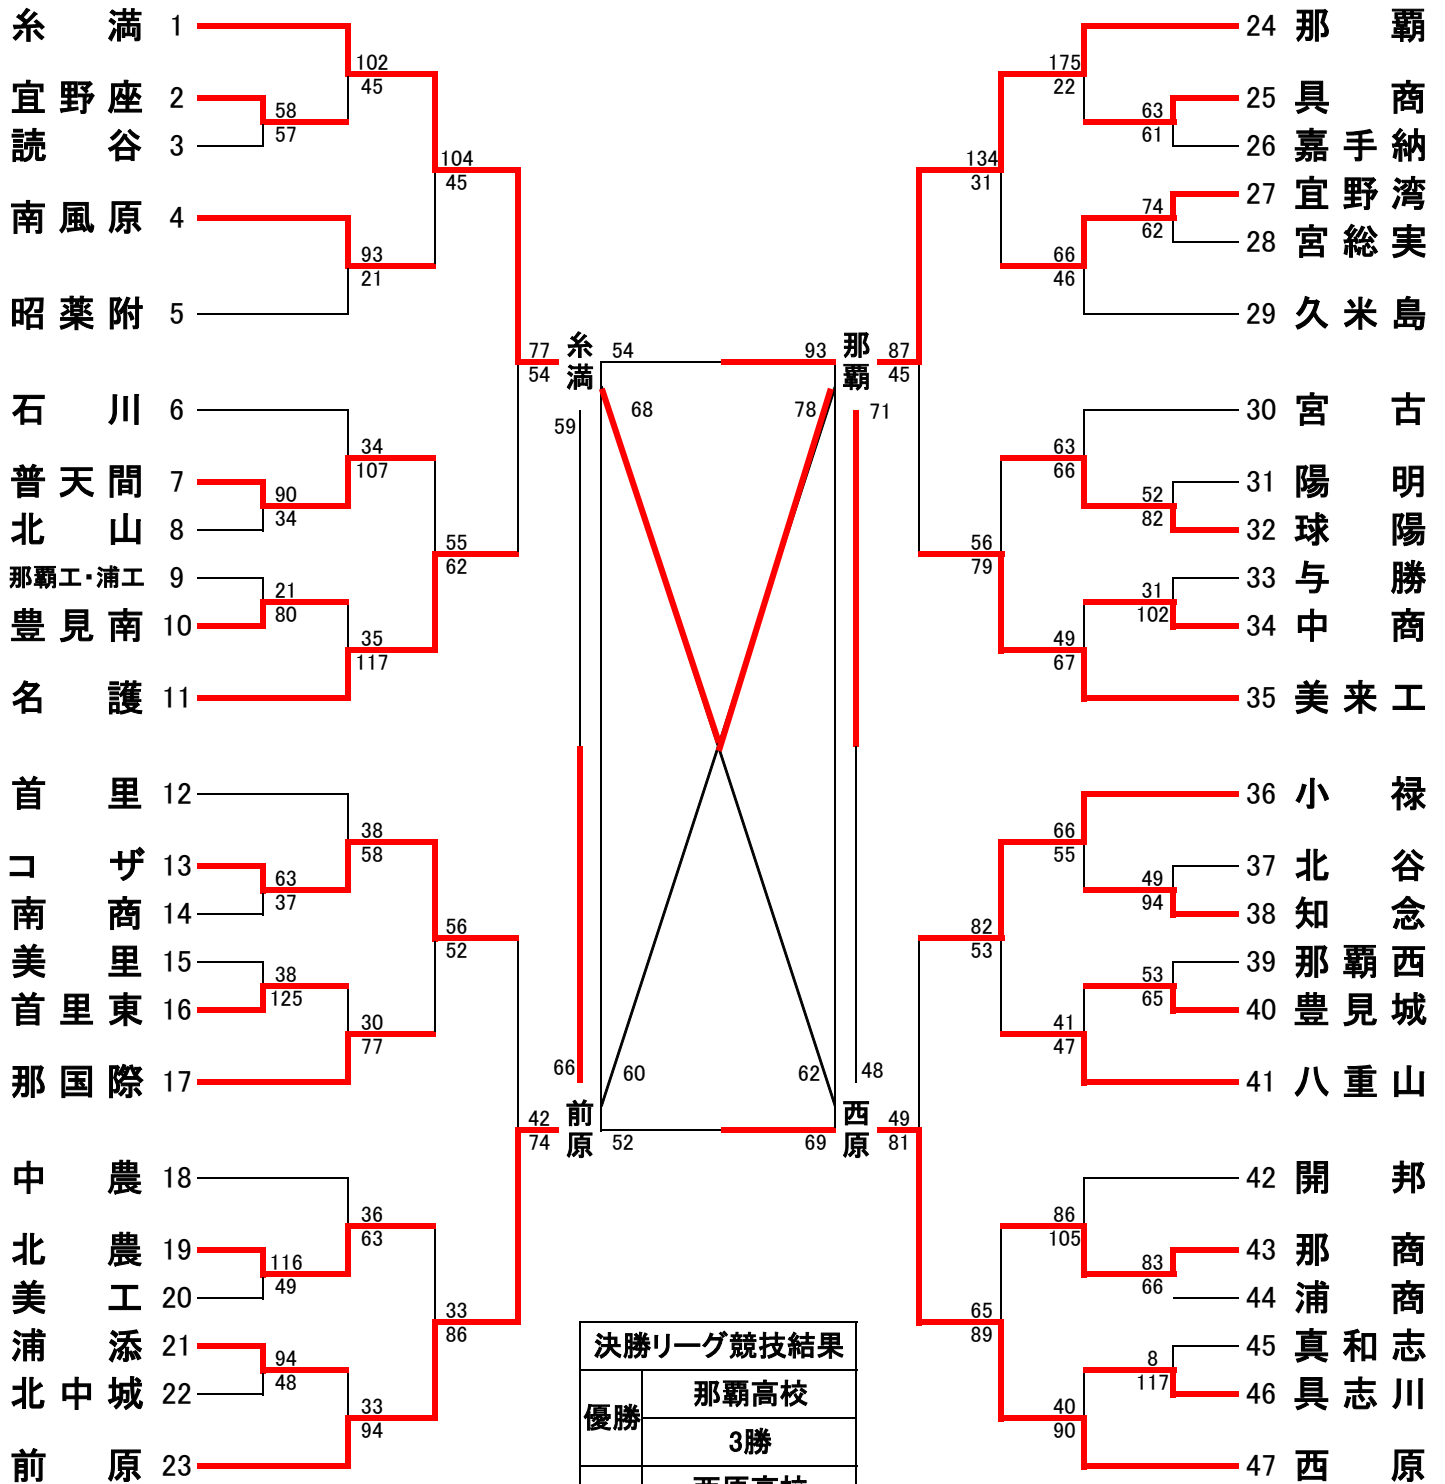 糸満 1
宜野座 2
読谷 3
南風原 4
昭薬附 5
石川 6
普天間 7
北山 8
那覇工・浦工 9
豊見南 10
名護 11
首里 12
コザ 13
南商 14
美里 15
首里東 16
那国際 17
中農 18
北農 19
美工 20
浦添 21
北中城 22
前原 23
58
57
90
34
21
80
63
37
38
125
116
49
94
48
102
45
93
21
34
107
35
117
38
58
30
77
36
63
33
94
104
45
55
62
56
52
33
86
77
54
42
74
糸満
前原
54
93
59
68
78
71
66
60
62
48
52
69
那覇
西原
87
45
49
81
134
31
56
79
82
53
65
89
175
22
66
46
63
66
49
67
66
55
41
47
86
105
40
90
63
61
74
62
52
82
31
102
49
94
53
65
83
66
8
117
24 那覇
25 具商
26 嘉手納
27 宜野湾
28 宮総実
29 久米島
30 宮古
31 陽明
32 球陽
33 与勝
34 中商
35 美来工
36 小禄
37 北谷
38 知念
39 那覇西
40 豊見城
41 八重山
42 開邦
43 那商
44 浦商
45 真和志
46 具志川
47 西原
決勝リーグ競技結果
優勝
那覇高校
3勝
西原高校